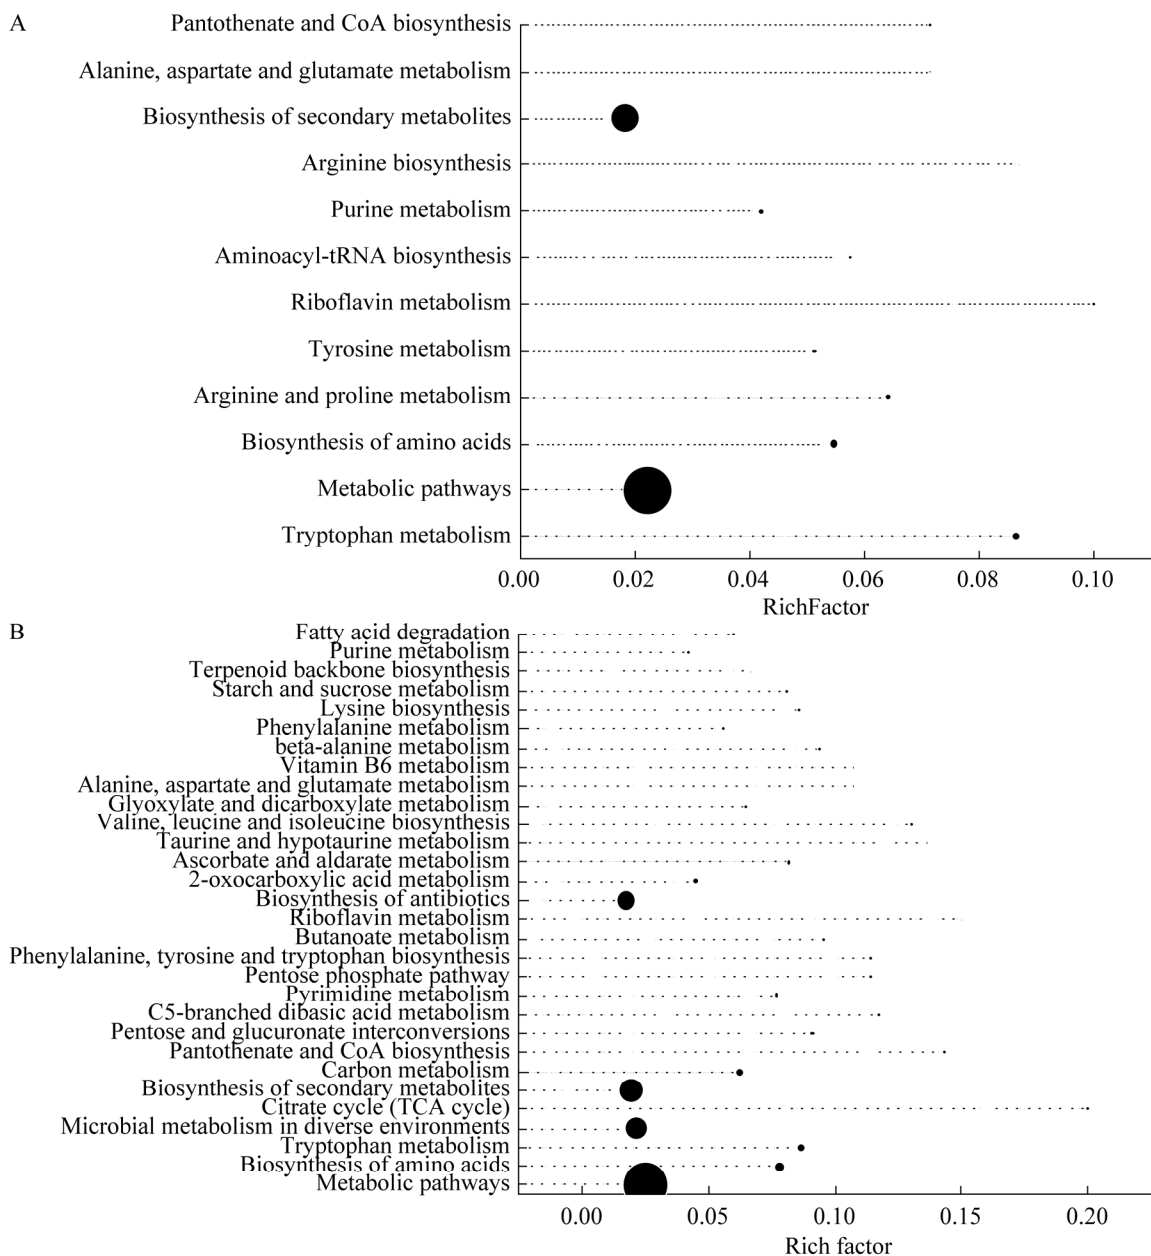 A
Pantothenate and CoA biosynthesis
Alanine, aspartate and glutamate metabolism
Biosynthesis of secondary metabolites
Arginine biosynthesis
Purine metabolism
Aminoacyl-tRNA biosynthesis
Riboflavin metabolism
Tyrosine metabolism
Arginine and proline metabolism
Biosynthesis of amino acids
Metabolic pathways
Tryptophan metabolism
0.00 0.02 0.04 0.06 0.08 0.10
RichFactor
B
Fatty acid degradation
Purine metabolism
Terpenoid backbone biosynthesis
Starch and sucrose metabolism
Lysine biosynthesis
Phenylalanine metabolism
beta-alanine metabolism
Vitamin B6 metabolism
Alanine, aspartate and glutamate metabolism
Glyoxylate and dicarboxylate metabolism
Valine, leucine and isoleucine biosynthesis
Taurine and hypotaurine metabolism
Ascorbate and aldarate metabolism
2-oxocarboxylic acid metabolism
Biosynthesis of antibiotics
Riboflavin metabolism
Butanoate metabolism
Phenylalanine, tyrosine and tryptophan biosynthesis
Pentose phosphate pathway
Pyrimidine metabolism
C5-branched dibasic acid metabolism
Pentose and glucuronate interconversions
Pantothenate and CoA biosynthesis
Carbon metabolism
Biosynthesis of secondary metabolites
Citrate cycle (TCA cycle)
Microbial metabolism in diverse environments
Tryptophan metabolism
Biosynthesis of amino acids
Metabolic pathways
0.00 0.05 0.10 0.15 0.20
Rich factor